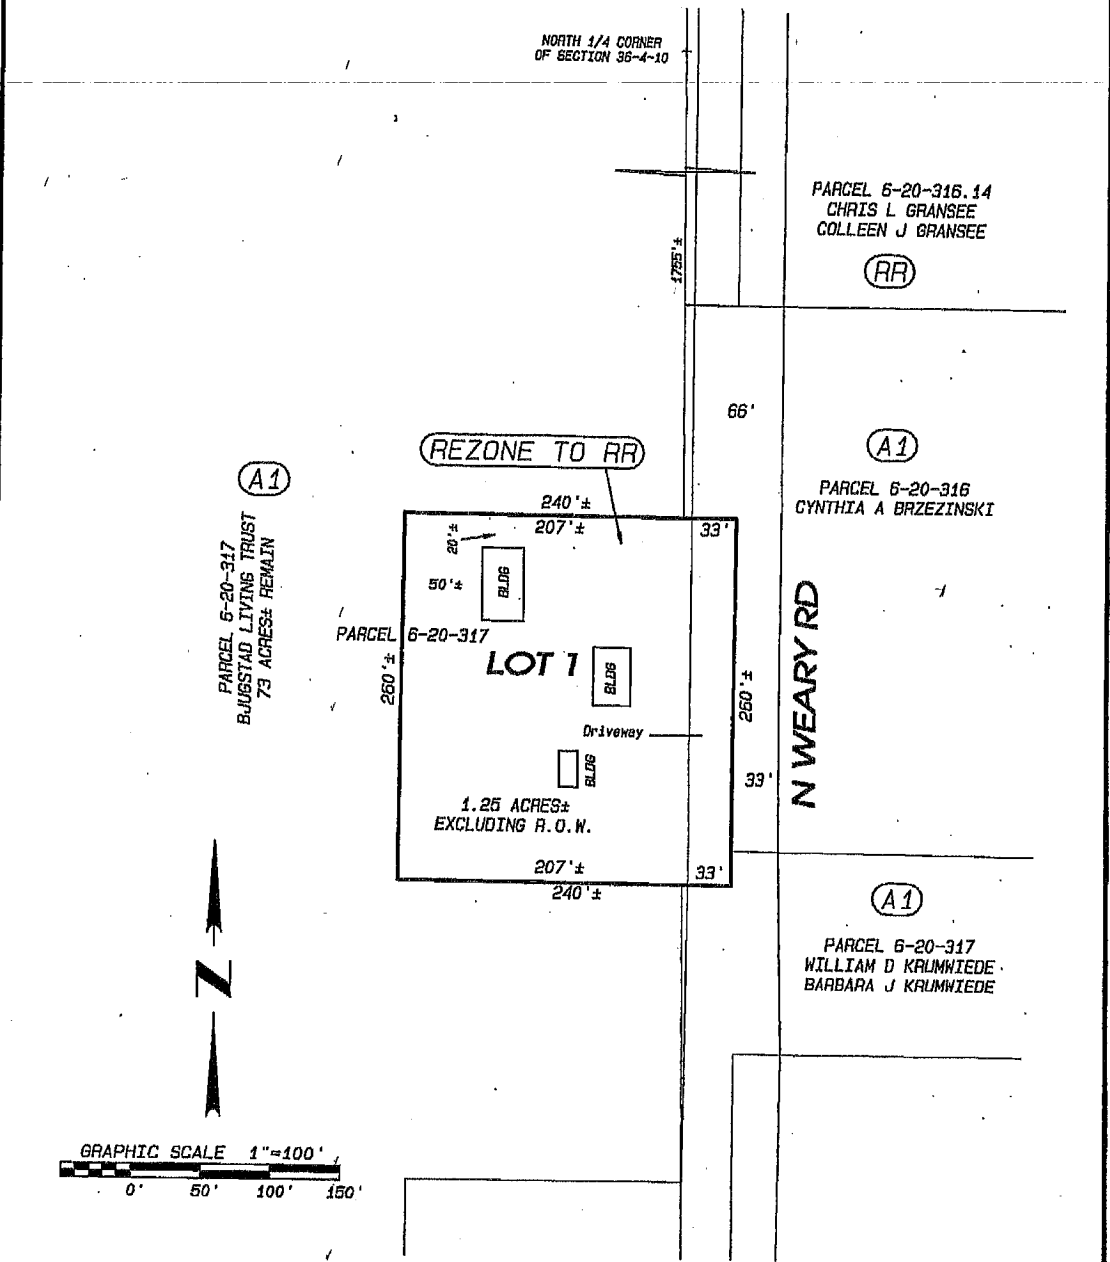 NORTH 1/4 CORNER
OF SECTION 36-4-10
PARCEL 6-20-316.14
CHRIS L GRANSEE
COLLEEN J GRANSEE
RR
1755'±
66'
A1
PARCEL 6-20-316
CYNTHIA A BRZEZINSKI
REZONE TO RR
A1
PARCEL 6-20-317
BJUGSTAD LIVING TRUST
73 ACRES± REMAIN
240'±
207'±
33'
20'±
50'±
BLDG
PARCEL 6-20-317
LOT 1
BLDG
260'±
260'±
N WEARY RD
Driveway
BLDG
33'
1.25 ACRES±
EXCLUDING R.O.W.
207'±
33'
240'±
A1
PARCEL 6-20-317
WILLIAM D KRUMWIEDE
BARBARA J KRUMWIEDE
N
GRAPHIC SCALE 1"=100'
0' 50' 100' 150'